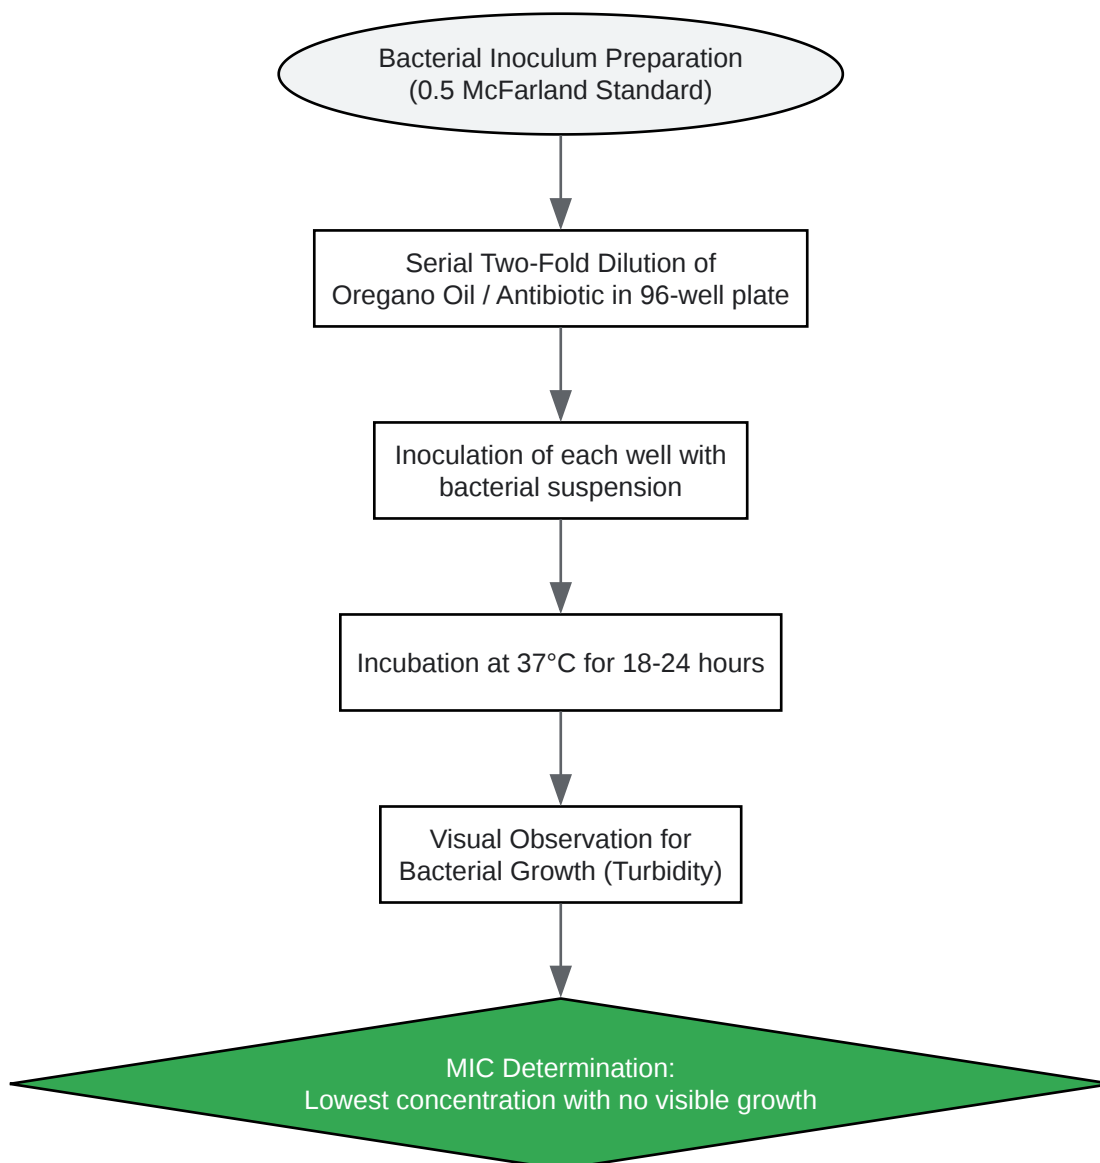 Bacterial Inoculum Preparation
(0.5 McFarland Standard)
Serial Two-Fold Dilution of
Oregano Oil / Antibiotic in 96-well plate
Inoculation of each well with
bacterial suspension
Incubation at 37°C for 18-24 hours
Visual Observation for
Bacterial Growth (Turbidity)
MIC Determination:
Lowest concentration with no visible growth